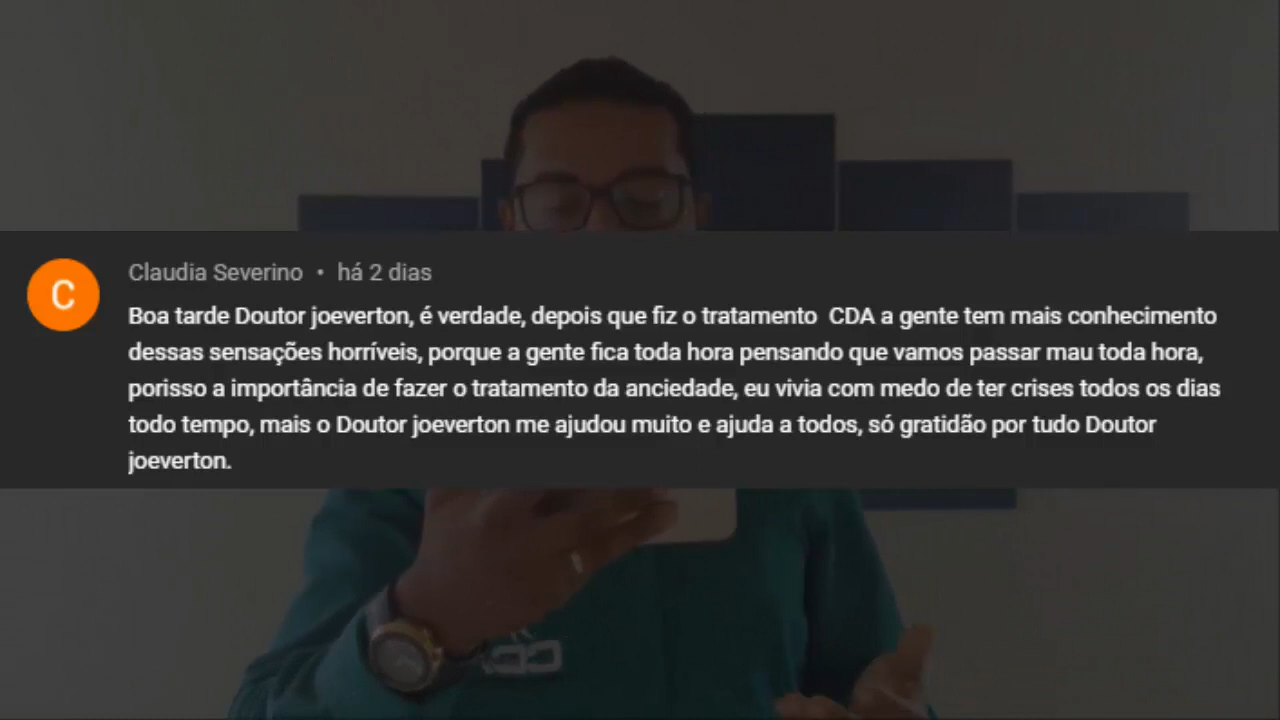 C
Claudia Severino • há 2 dias
Boa tarde Doutor joeverton, é verdade, depois que fiz o tratamento  CDA a gente tem mais conhecimento
dessas sensações horríveis, porque a gente fica toda hora pensando que vamos passar mau toda hora,
porisso a importância de fazer o tratamento da anciedade, eu vivia com medo de ter crises todos os dias
todo tempo, mais o Doutor joeverton me ajudou muito e ajuda a todos, só gratidão por tudo Doutor
joeverton.